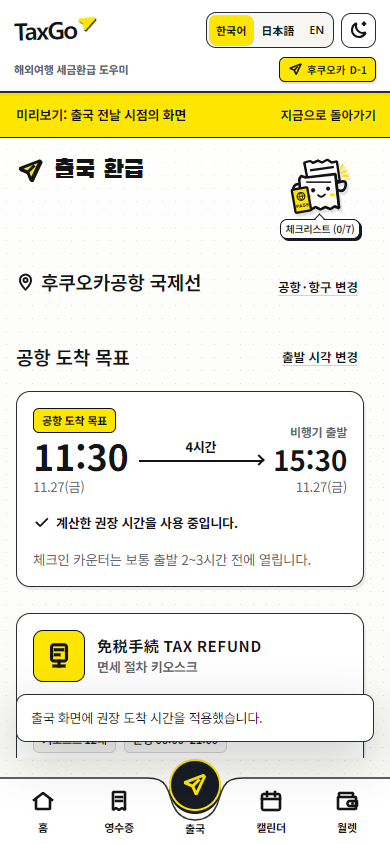 TaxGo
한국어 日本語 EN
해외여행 세금환급 도우미
후쿠오카 D-1
미리보기: 출국 전날 시점의 화면
지금으로 돌아가기
출국 환급
PASS
체크리스트 (0/7)
후쿠오카공항 국제선
공항·항구 변경
공항 도착 목표
출발 시각 변경
공항 도착 목표
비행기 출발
11:30
4시간
15:30
11.27(금)
11.27(금)
계산한 권장 시간을 사용 중입니다.
체크인 카운터는 보통 출발 2~3시간 전에 열립니다.
免税手続 TAX REFUND
면세 절차 키오스크
출국 화면에 권장 도착 시각을 적용했습니다.
홈
영수증
출국
캘린더
월렛